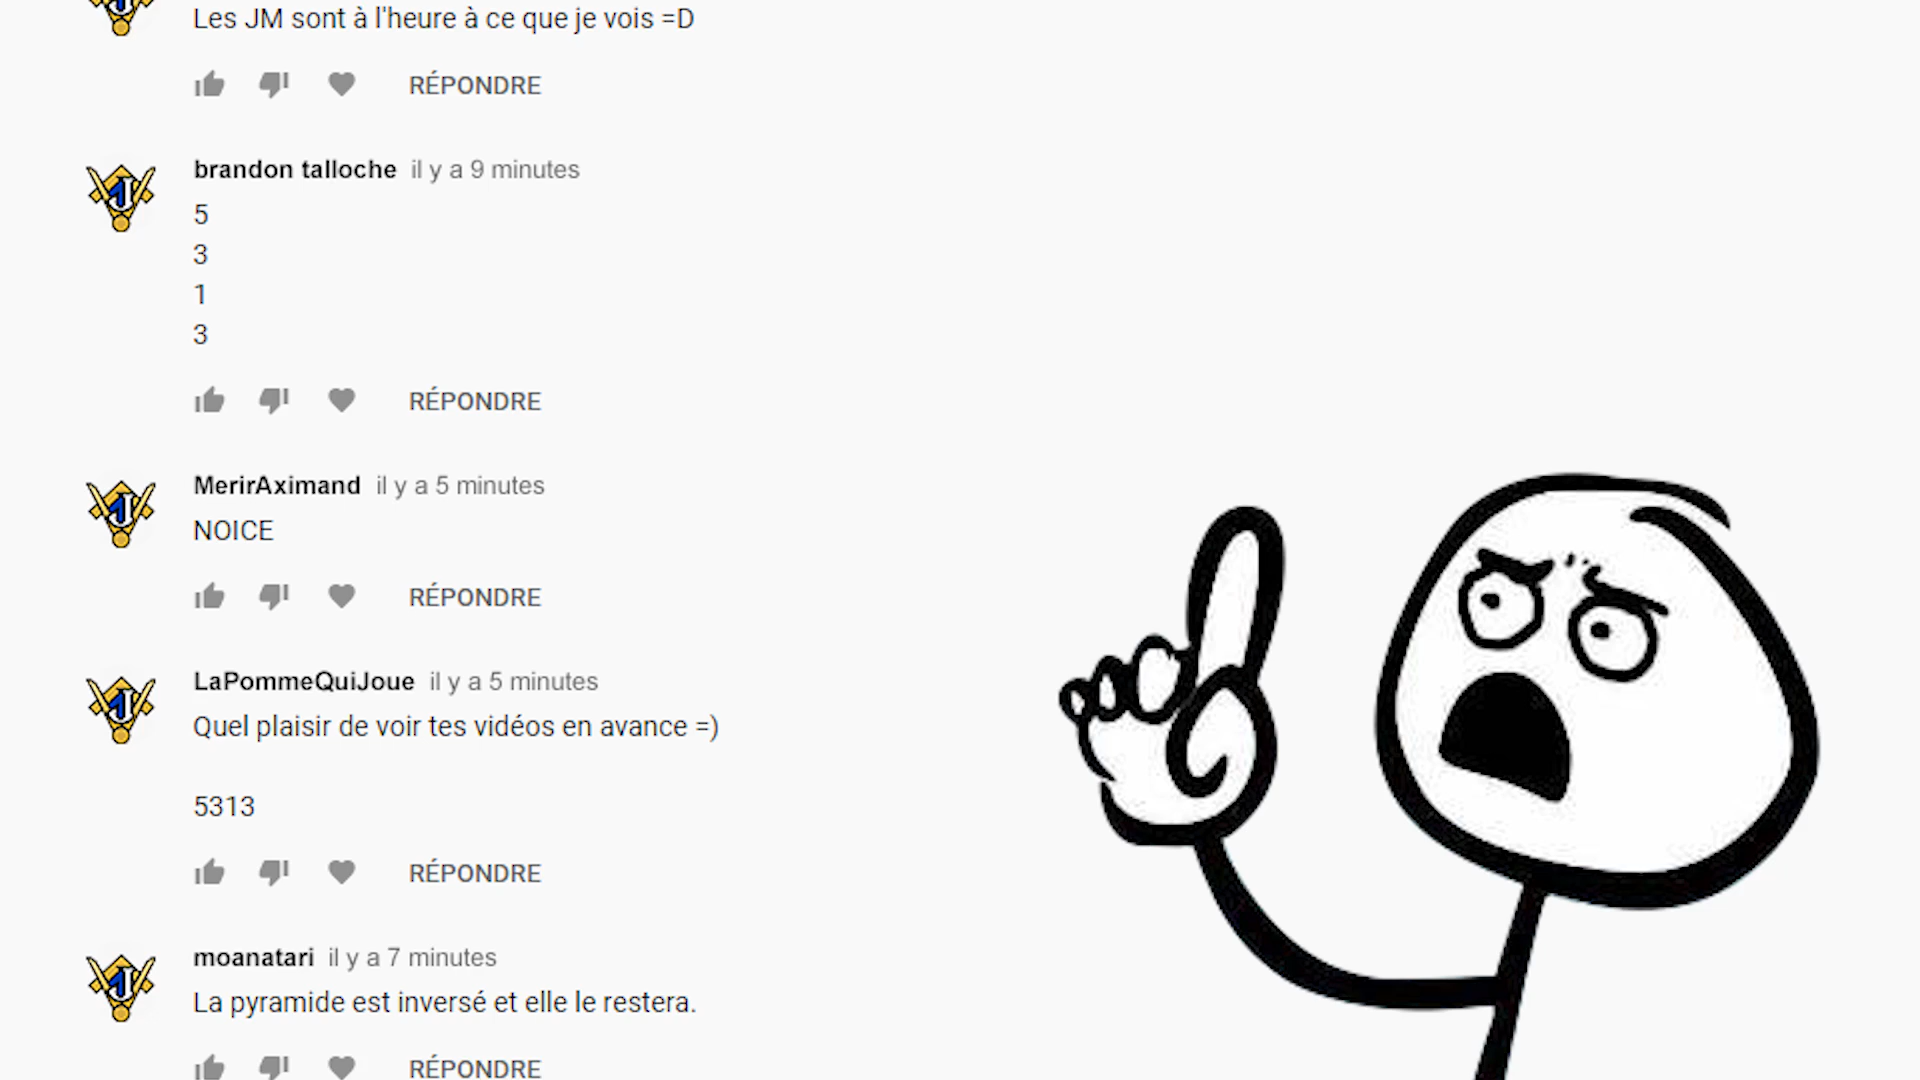 Les JM sont à l'heure à ce que je vois =D
RÉPONDRE
brandon talloche il y a 9 minutes
5
3
1
3
RÉPONDRE
MerirAximand il y a 5 minutes
NOICE
RÉPONDRE
LaPommeQuiJoue il y a 5 minutes
Quel plaisir de voir tes vidéos en avance =)
5313
RÉPONDRE
moanatari il y a 7 minutes
La pyramide est inversé et elle le restera.
RÉPONDRE